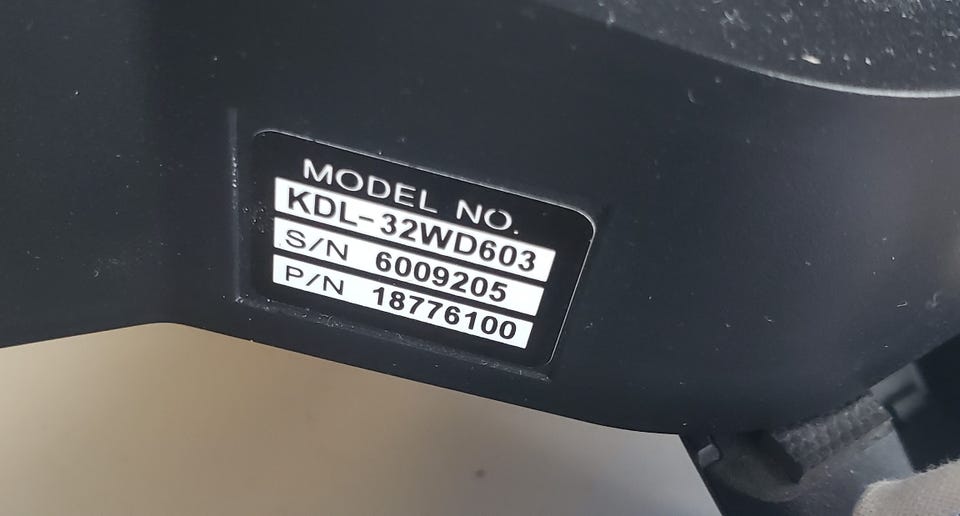 MODEL NO.
KDL-32WD603
S/N 6009205
P/N 18776100